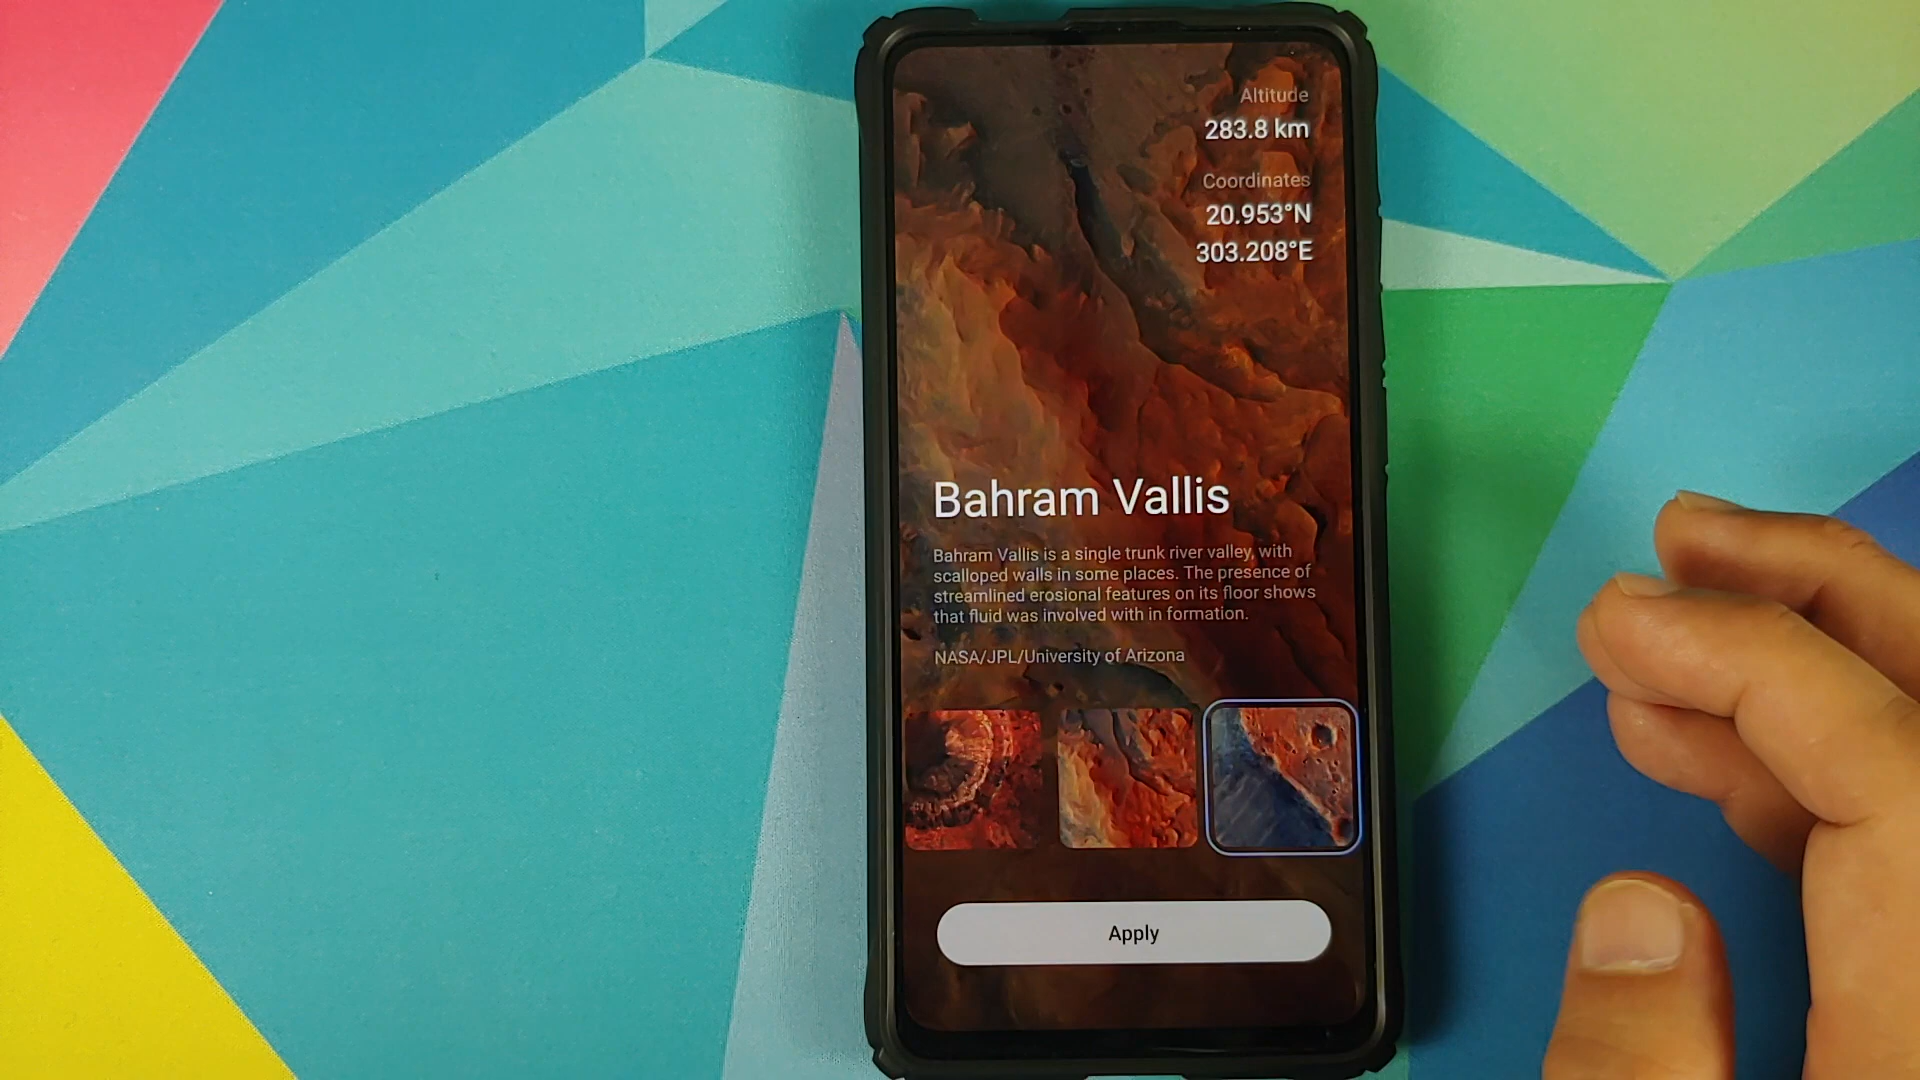 Altitude
283.8 km
Coordinates
20.953°N
303.208°E
Bahram Vallis
Bahram Vallis is a single trunk river valley, with
scalloped walls in some places. The presence of
streamlined erosional features on its floor shows
that fluid was involved with in formation.
NASA/JPL/University of Arizona
Apply